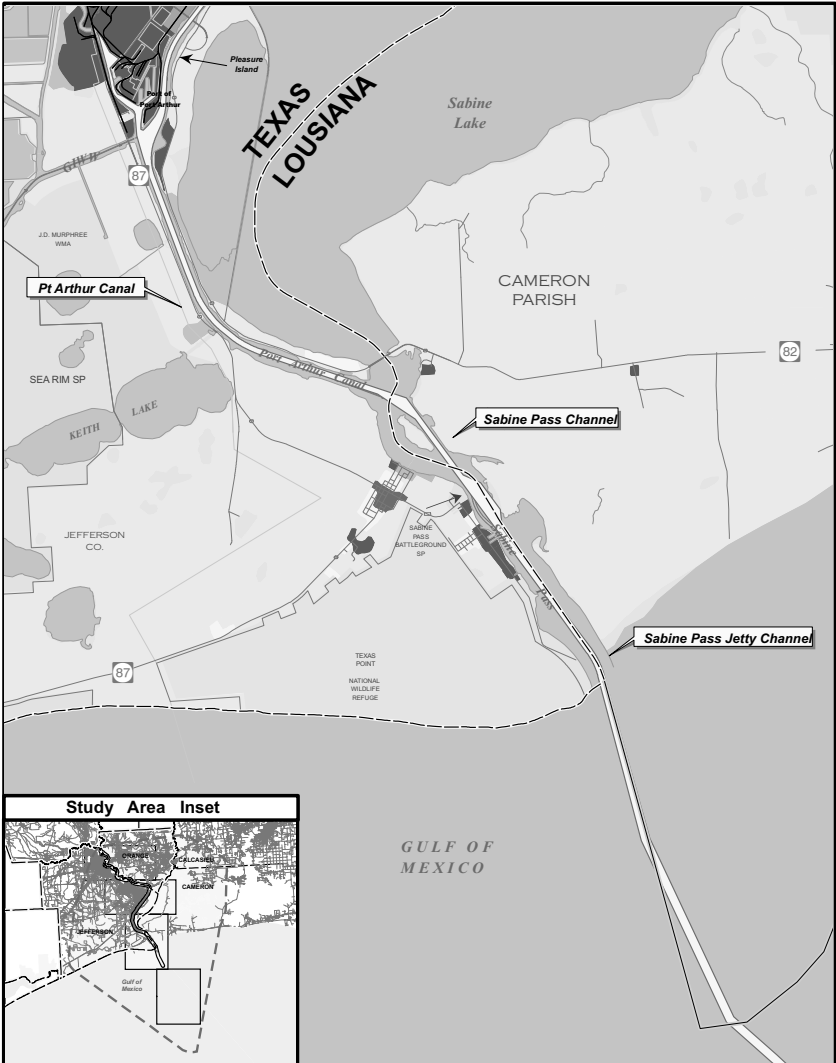 Pleasure
Island
Port of
Port Arthur
TEXAS
LOUSIANA
Sabine
Lake
GIWW
87
J.D. MURPHREE
WMA
CAMERON
PARISH
Pt Arthur Canal
Port Arthur Canal
82
SEA RIM SP
KEITH LAKE
Sabine Pass Channel
JEFFERSON
CO.
SABINE
PASS
BATTLEGROUND
SP
Sabine
Pass
Sabine Pass Jetty Channel
87
TEXAS
POINT
NATIONAL
WILDLIFE
REFUGE
GULF OF
MEXICO
Study Area Inset
ORANGE
CALCASIEU
CAMERON
JEFFERSON
Gulf of
Mexico